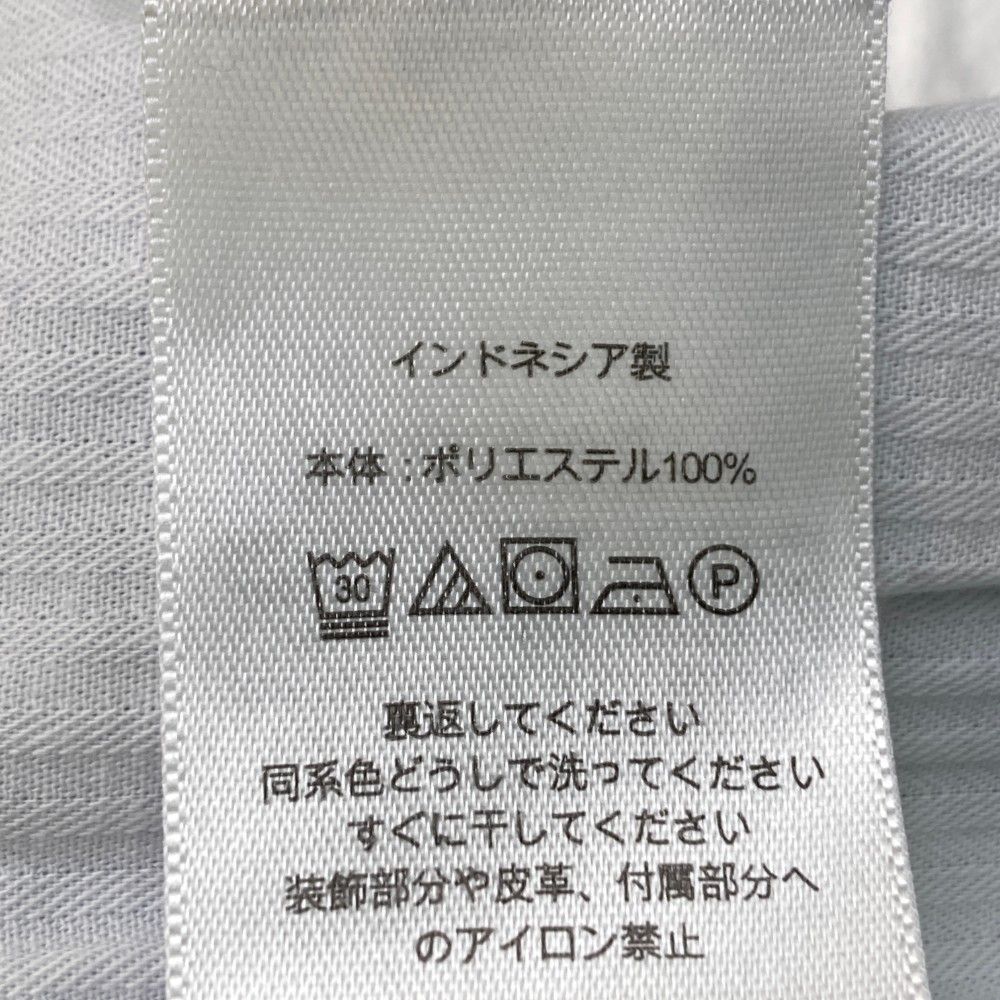 インドネシア製
本体 : ポリエステル100%
30 P
裏返してください
同系色どうしで洗ってください
すぐに干してください
装飾部分や皮革、付属部分へ
のアイロン禁止